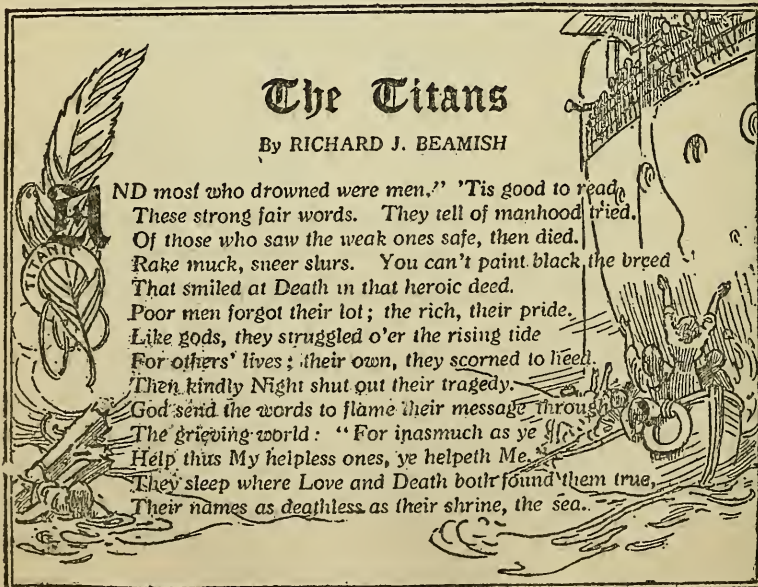 The Titans
By RICHARD J. BEAMISH
AND most who drowned were men." 'Tis good to read
These strong fair words. They tell of manhood tried.
Of those who saw the weak ones safe, then died.
Rake muck, sneer slurs. You can't paint black the breed
That smiled at Death in that heroic deed.
Poor men forgot their lot; the rich, their pride.
Like gods, they struggled o'er the rising tide
For others' lives; their own, they scorned to heed.
Then kindly Night shut out their tragedy.
God send the words to flame their message through
The grieving world: "For inasmuch as ye
Help thus My helpless ones, ye helpeth Me.
They sleep where Love and Death both found them true,
Their names as deathless as their shrine, the sea.
TITANIC